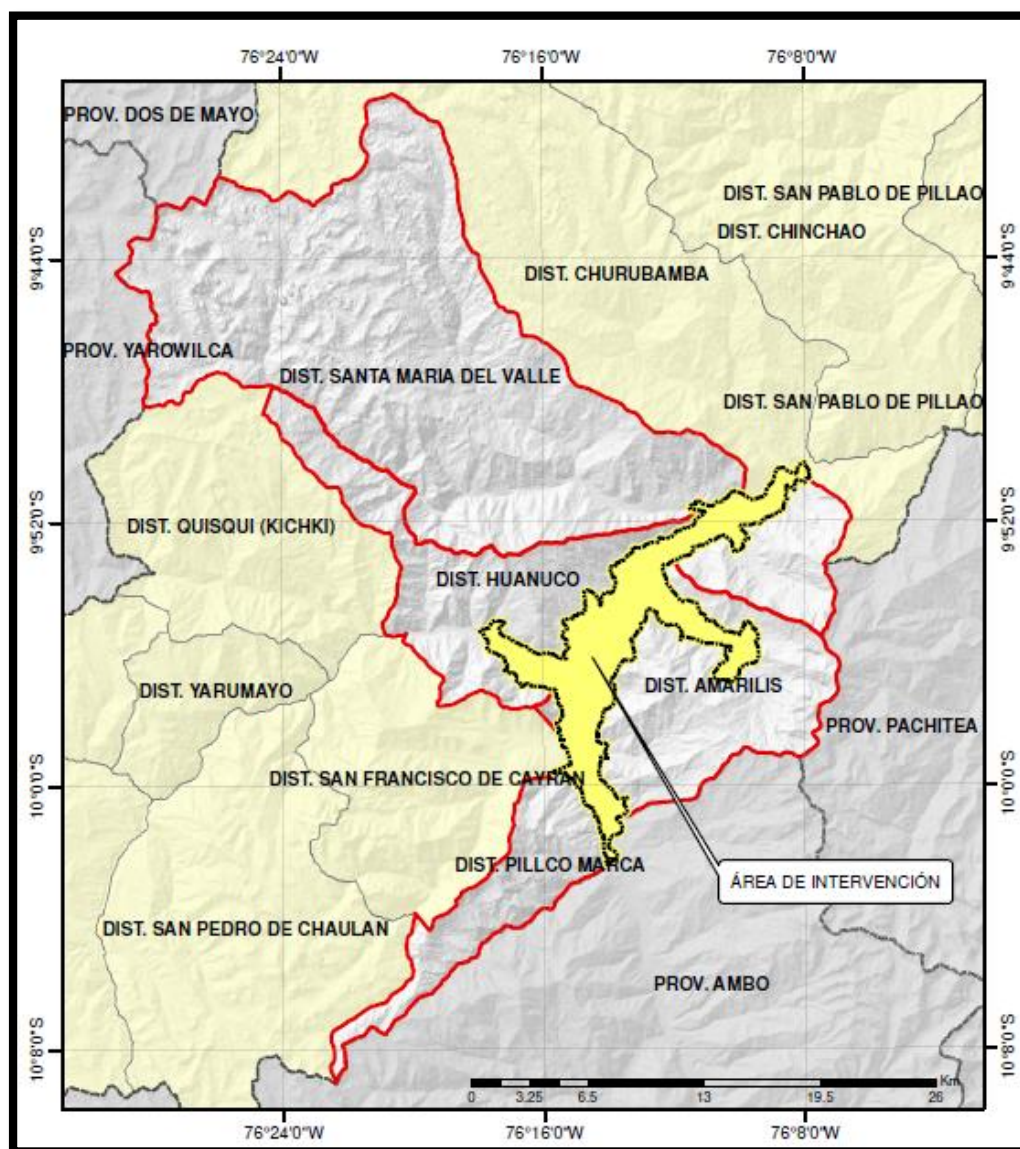 76°24'0"W 76°16'0"W 76°8'0"W
PROV. DOS DE MAYO
DIST. SAN PABLO DE PILLAO
DIST. CHINCHAO
9°44'0"S 9°44'0"S
DIST. CHURUBAMBA
PROV. YAROWILCA
DIST. SANTA MARIA DEL VALLE
DIST. SAN PABLO DE PILLAO
9°52'0"S 9°52'0"S
DIST. QUISQUI (KICHKI)
DIST. HUANUCO
DIST. YARUMAYO
DIST. AMARILIS
PROV. PACHITEA
DIST. SAN FRANCISCO DE CAYRAN
10°0'0"S 10°0'0"S
DIST. PILLCO MARCA
ÁREA DE INTERVENCIÓN
DIST. SAN PEDRO DE CHAULAN
PROV. AMBO
10°8'0"S 10°8'0"S
Km
0 3.25 6.5 13 19.5 26
76°24'0"W 76°16'0"W 76°8'0"W